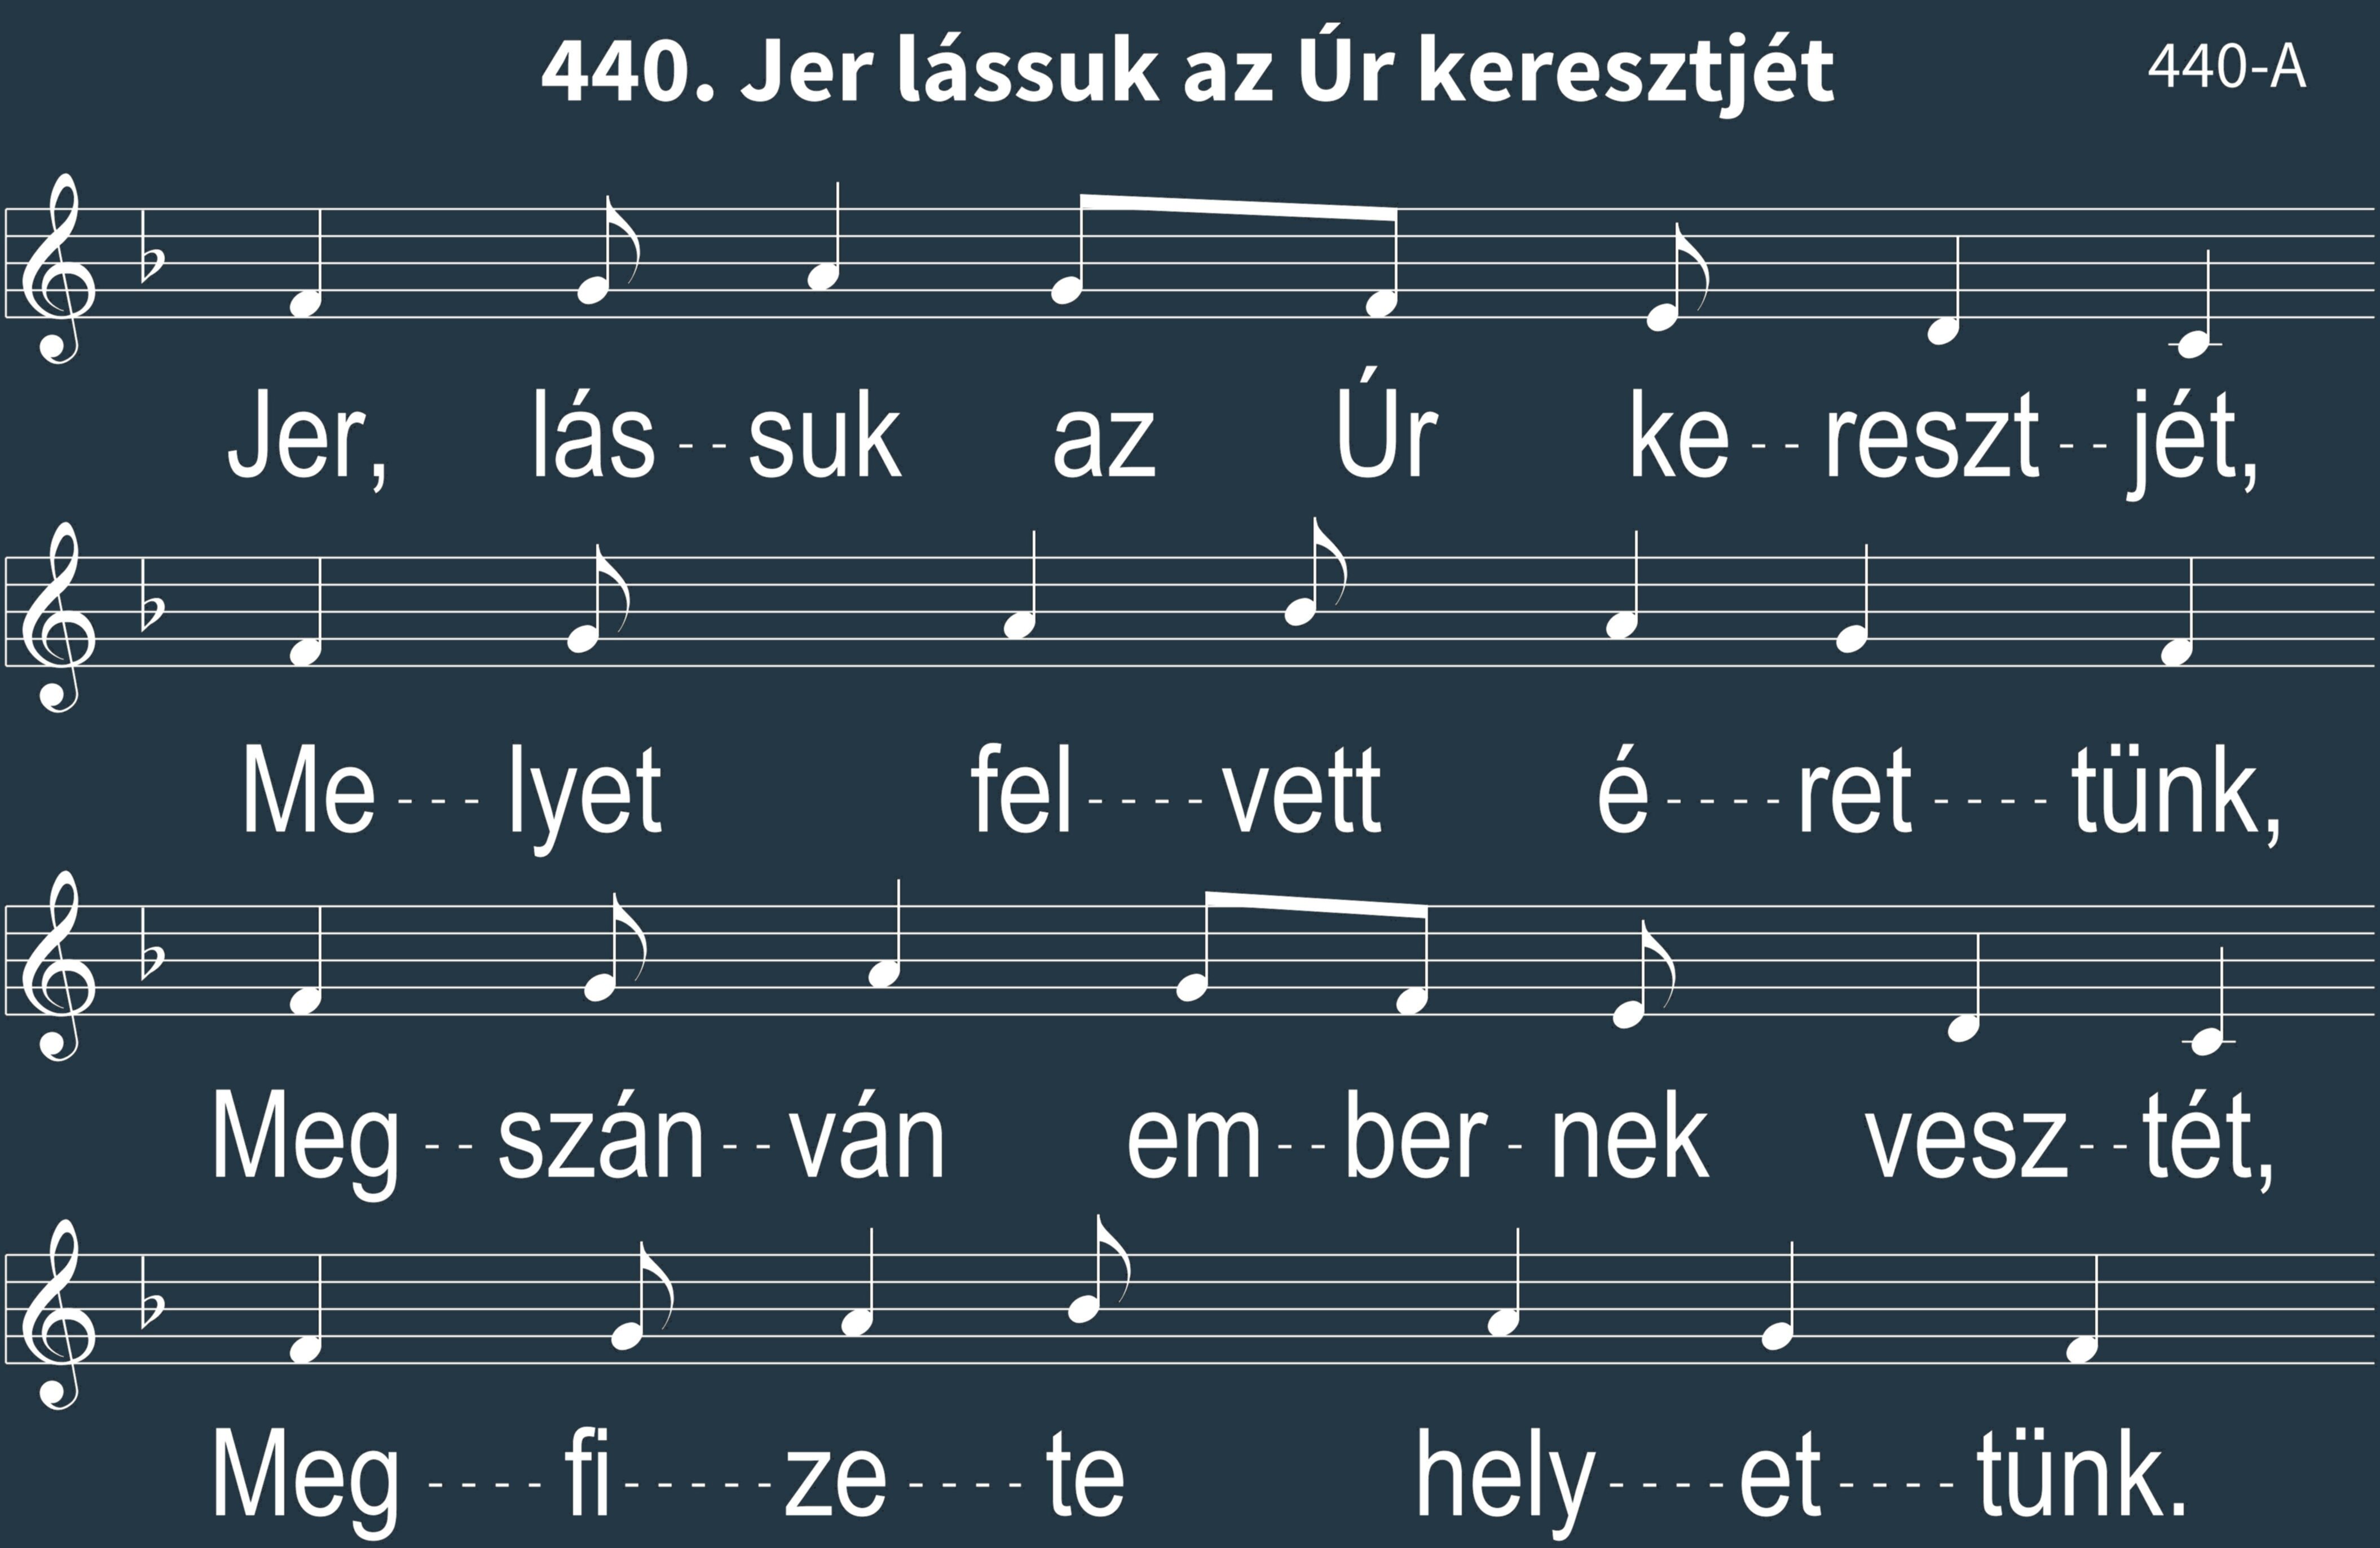 440. Jer lássuk az Úr keresztjét 440-A
Jer, lás--suk az Úr ke--reszt--jét,
Me---lyet fel----vett é----ret----tünk,
Meg--szán--ván em--ber-nek vesz--tét,
Meg----fi-----ze----te hely----et----tünk.